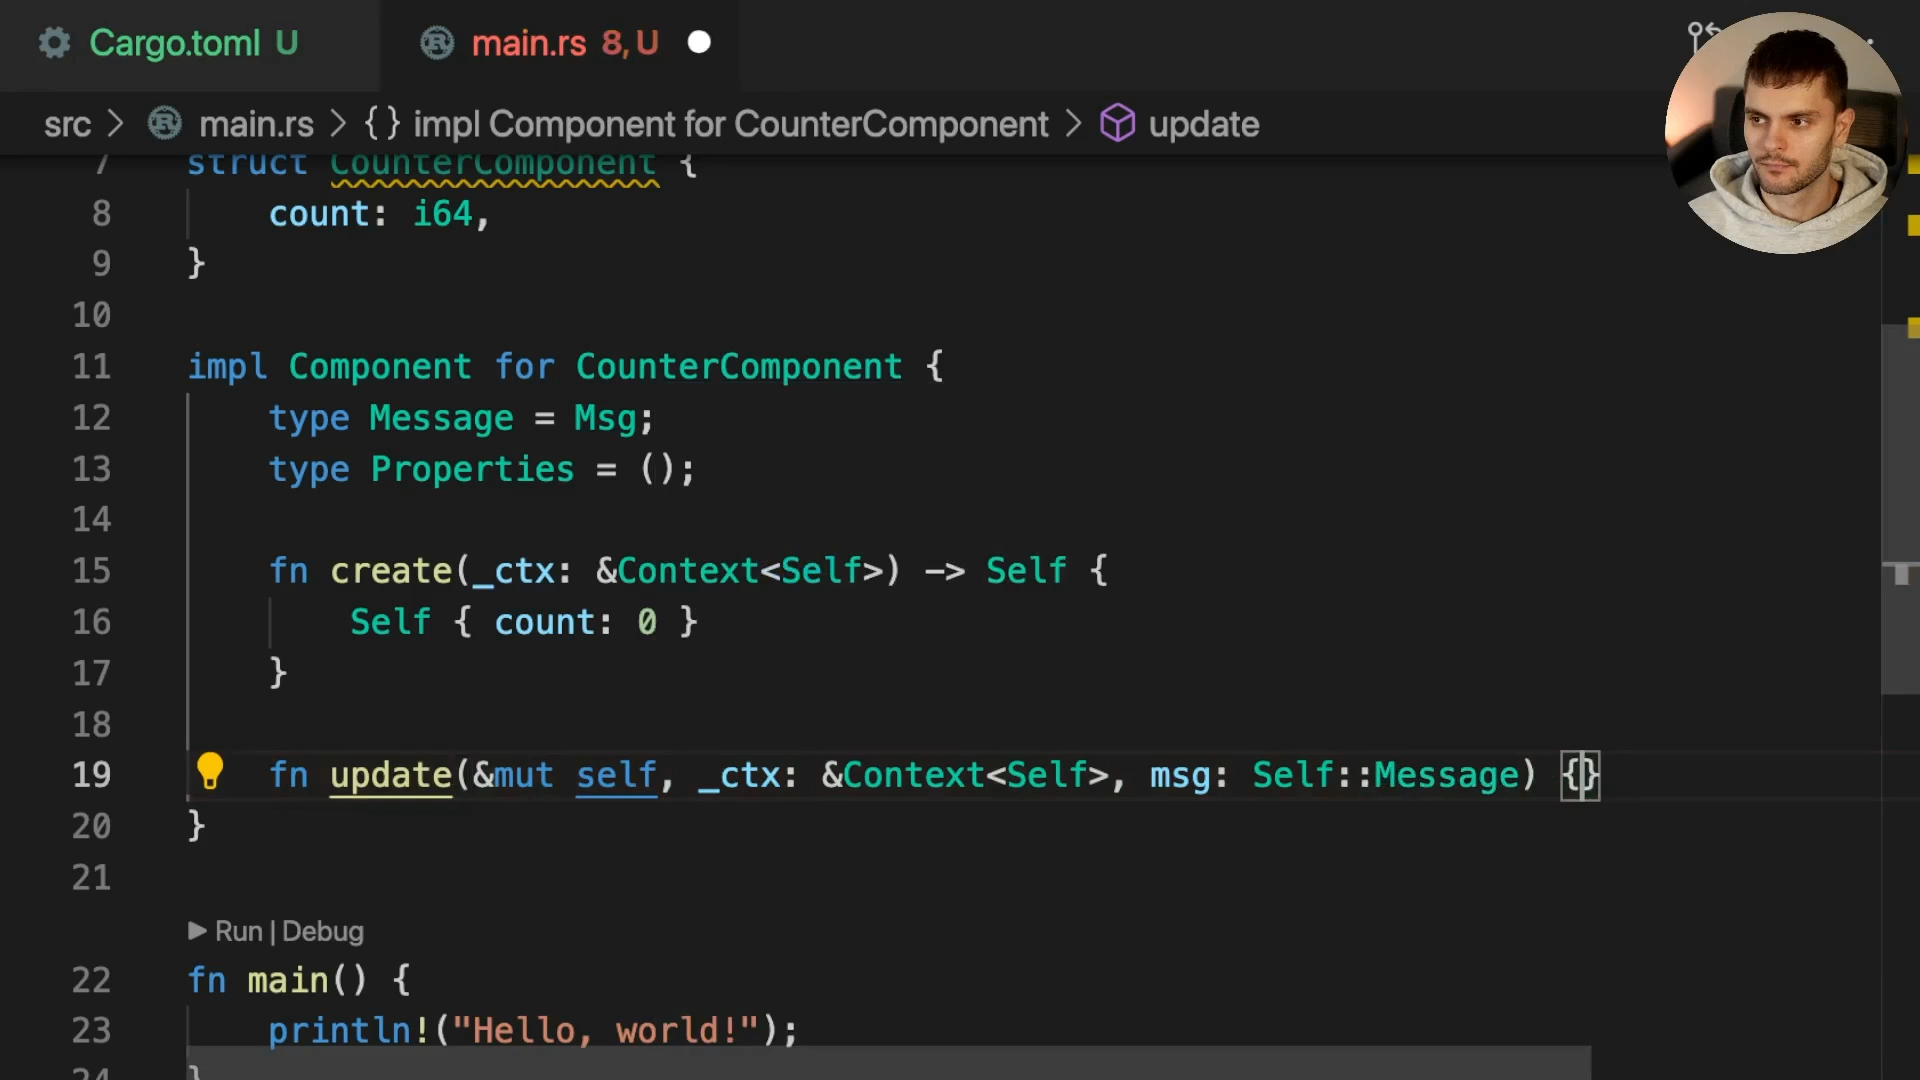 Cargo.toml U
main.rs 8, U
src > main.rs > {} impl Component for CounterComponent > update
7 struct CounterComponent {
8 count: i64,
9 }
10
11 impl Component for CounterComponent {
12 type Message = Msg;
13 type Properties = ();
14
15 fn create(_ctx: &Context<Self>) -> Self {
16 Self { count: 0 }
17 }
18
19 fn update(&mut self, _ctx: &Context<Self>, msg: Self::Message) {}
20 }
21
Run | Debug
22 fn main() {
23 println!("Hello, world!");
24 }